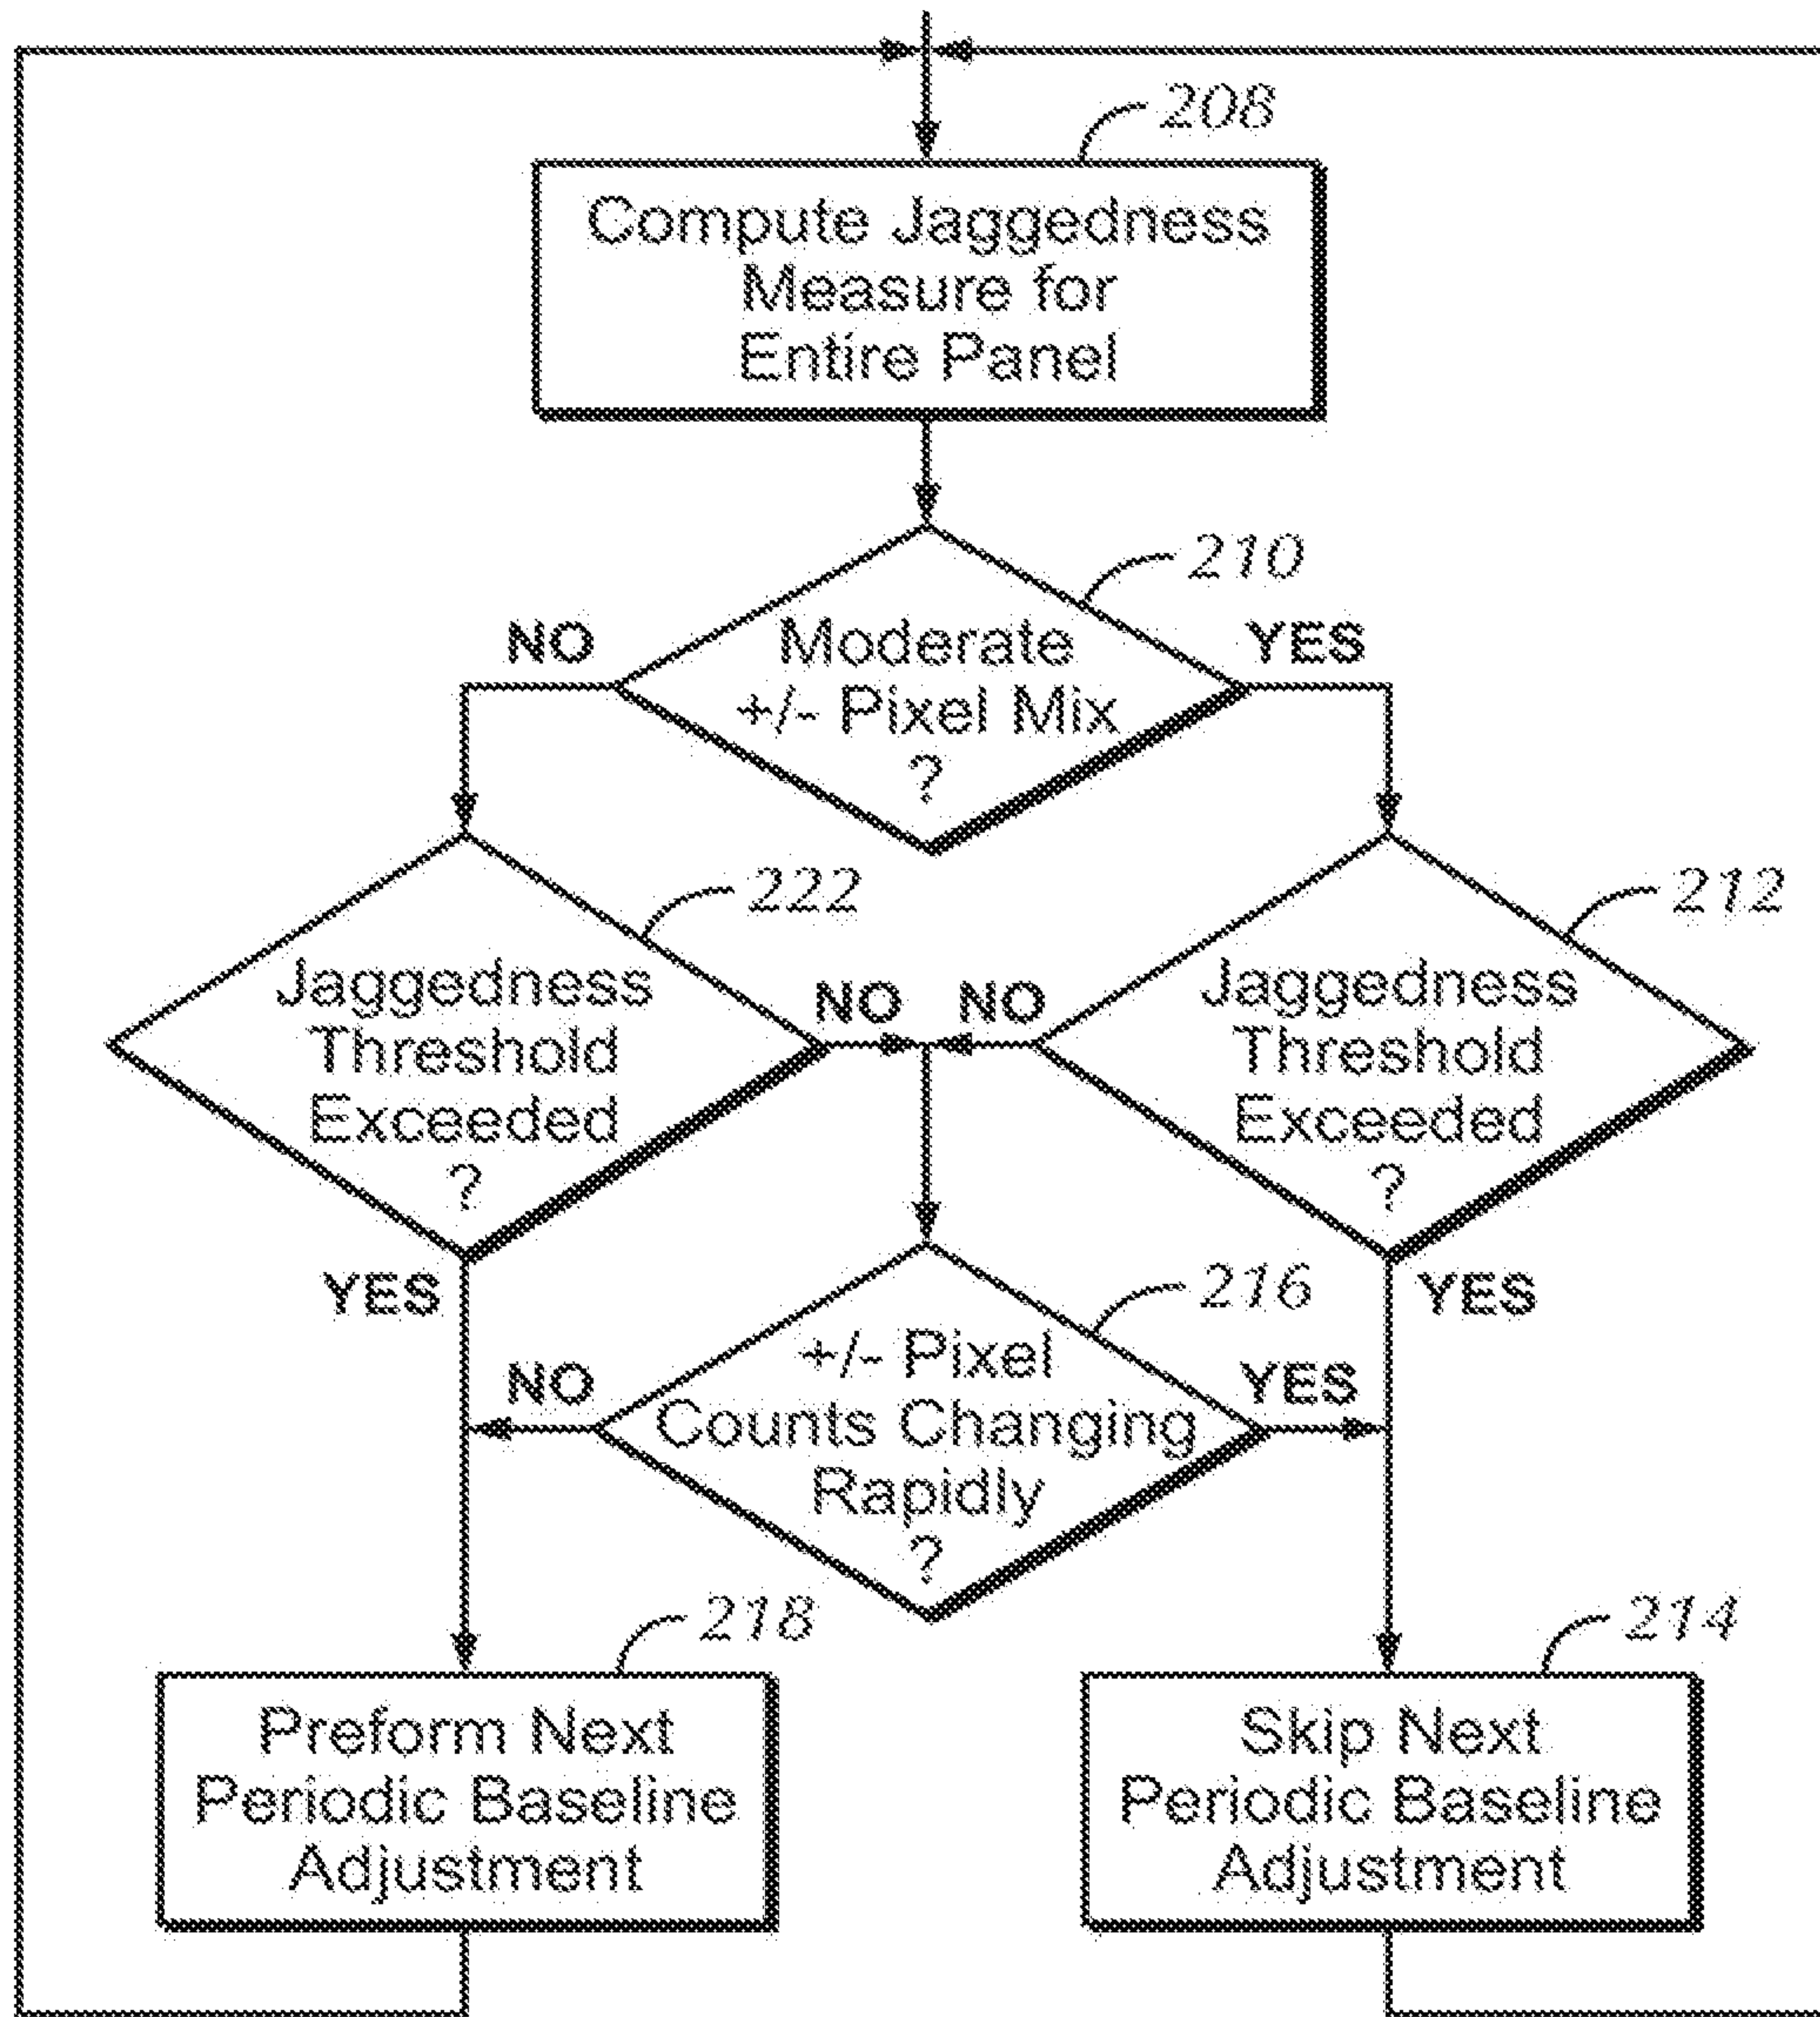 208
Compute Jaggedness
Measure for
Entire Panel
210
NO
Moderate
+/- Pixel Mix
?
YES
222
Jaggedness
Threshold
Exceeded
?
NO
NO
212
Jaggedness
Threshold
Exceeded
?
YES
216
YES
+/- Pixel
Counts Changing
Rapidly
?
NO
YES
218
Preform Next
Periodic Baseline
Adjustment
214
Skip Next
Periodic Baseline
Adjustment